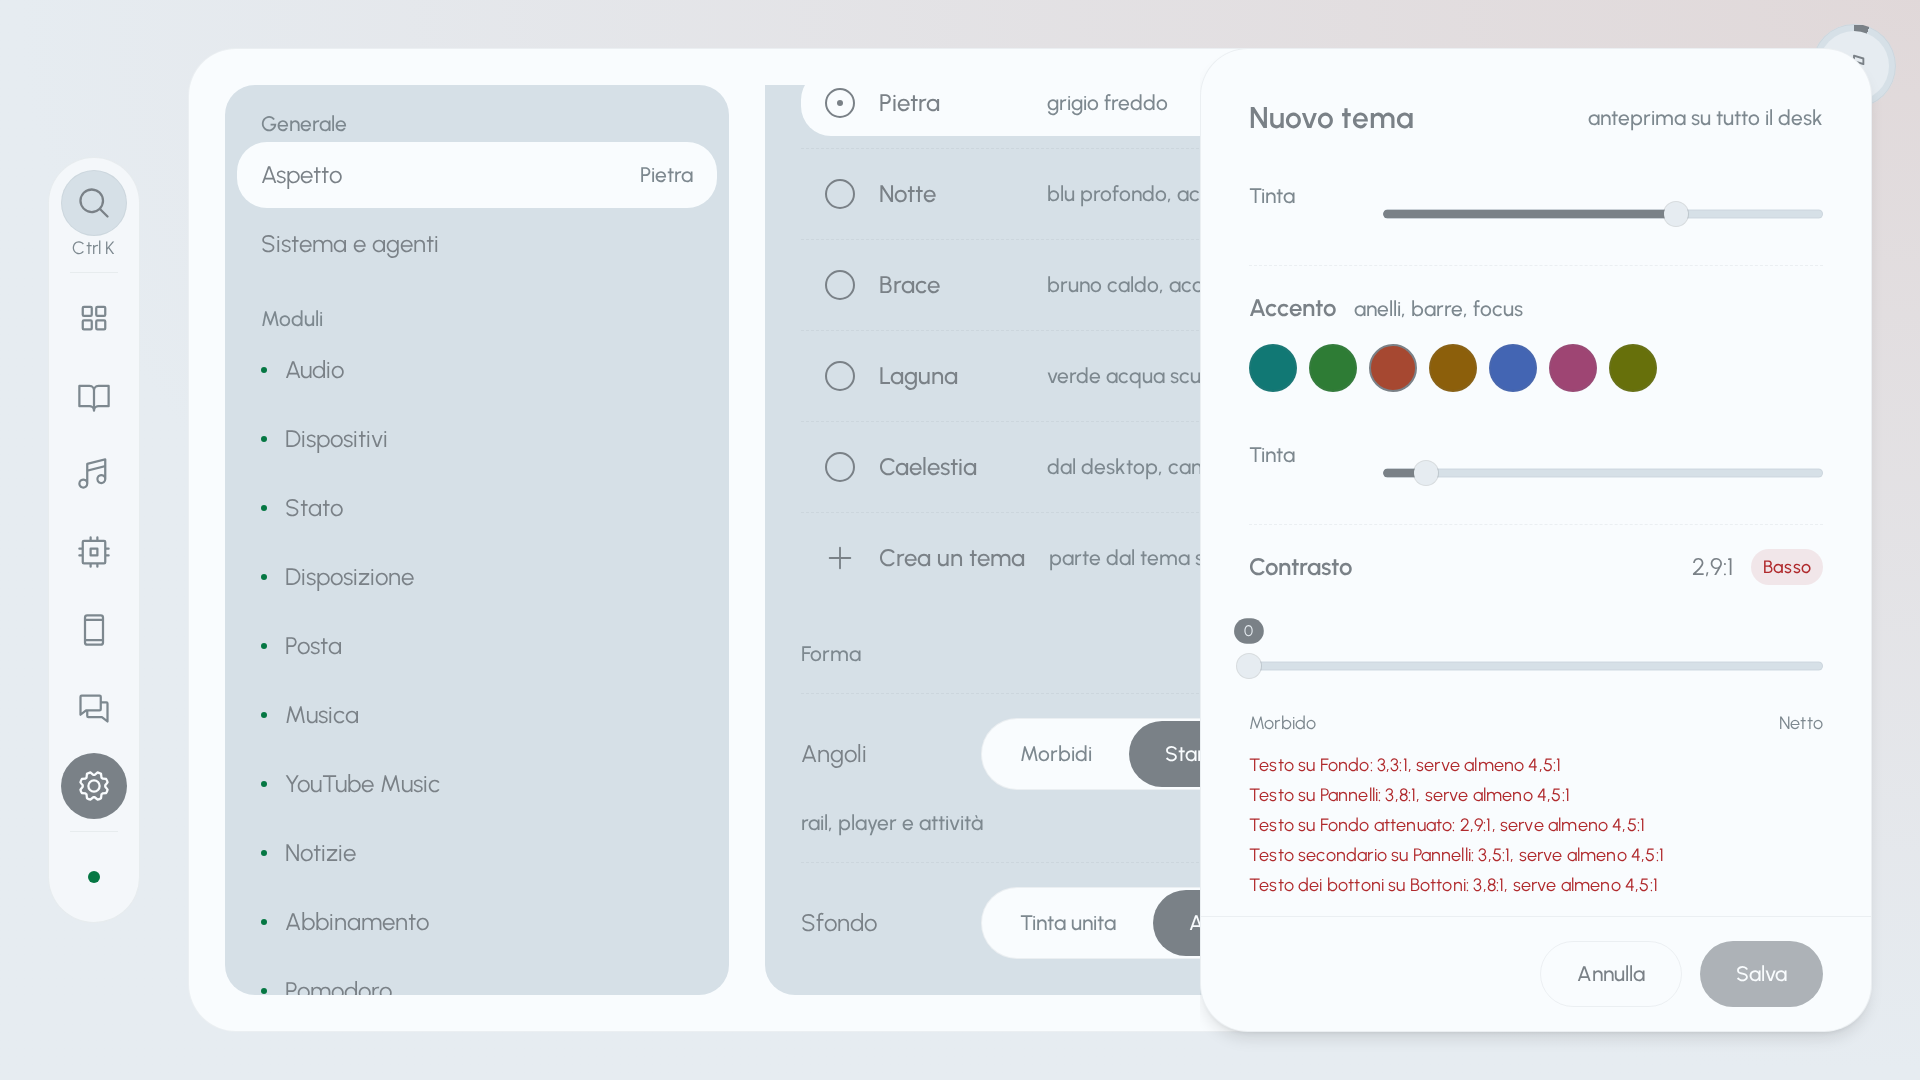 Ctrl K
Generale
Aspetto Pietra
Sistema e agenti
Moduli
Audio
Dispositivi
Stato
Disposizione
Posta
Musica
YouTube Music
Notizie
Abbinamento
Pomodoro
Pietra grigio freddo
Notte blu profondo, ac
Brace bruno caldo, acc
Laguna verde acqua scu
Caelestia dal desktop, can
Crea un tema parte dal tema s
Forma
Angoli Morbidi Stan
rail, player e attività
Sfondo Tinta unita A
Nuovo tema anteprima su tutto il desk
Tinta
Accento anelli, barre, focus
Tinta
Contrasto 2,9:1 Basso
0
Morbido Netto
Testo su Fondo: 3,3:1, serve almeno 4,5:1
Testo su Pannelli: 3,8:1, serve almeno 4,5:1
Testo su Fondo attenuato: 2,9:1, serve almeno 4,5:1
Testo secondario su Pannelli: 3,5:1, serve almeno 4,5:1
Testo dei bottoni su Bottoni: 3,8:1, serve almeno 4,5:1
Annulla Salva